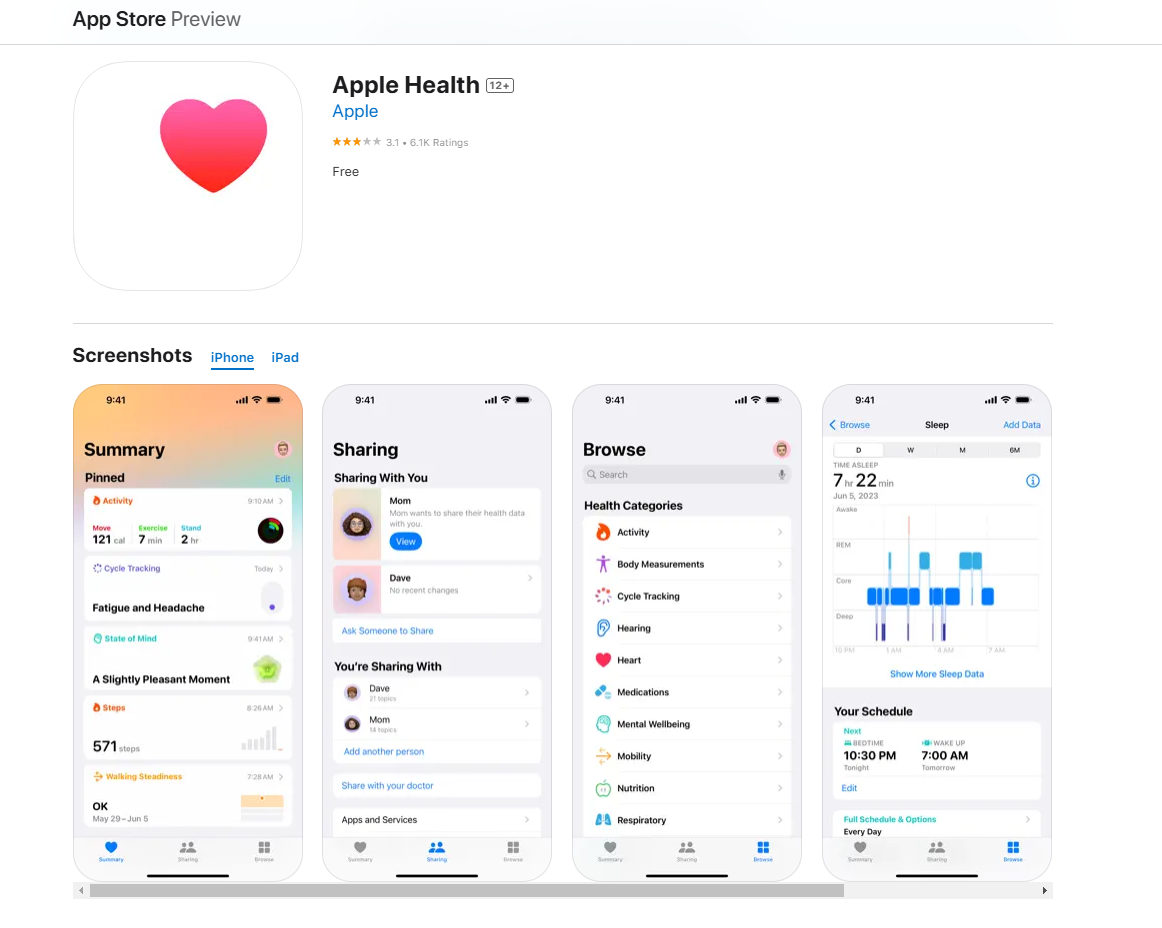 App Store Preview
Apple Health 12+
Apple
3.1 • 6.1K Ratings
Free
Screenshots iPhone iPad
9:41
Summary
Pinned Edit
Activity 9:10 AM
Move Exercise Stand
121 cal 7 min 2 hr
Cycle Tracking Today
Fatigue and Headache
State of Mind 9:41 AM
A Slightly Pleasant Moment
Steps 8:26 AM
571 steps
Walking Steadiness 7:28 AM
OK
May 29–Jun 5
Summary Sharing Browse
9:41
Sharing
Sharing With You
Mom
Mom wants to share their health data
with you.
View
Dave
No recent changes
Ask Someone to Share
You're Sharing With
Dave
21 topics
Mom
14 topics
Add another person
Share with your doctor
Apps and Services
Summary Sharing Browse
9:41
Browse
Search
Health Categories
Activity
Body Measurements
Cycle Tracking
Hearing
Heart
Medications
Mental Wellbeing
Mobility
Nutrition
Respiratory
Summary Sharing Browse
9:41
Browse Sleep Add Data
D W M 6M
TIME ASLEEP
7 hr 22 min
Jun 5, 2023
Awake
REM
Core
Deep
10 PM 1 AM 4 AM 7 AM
Show More Sleep Data
Your Schedule
Next
BEDTIME WAKE UP
10:30 PM 7:00 AM
Tonight Tomorrow
Edit
Full Schedule & Options
Every Day
Summary Sharing Browse